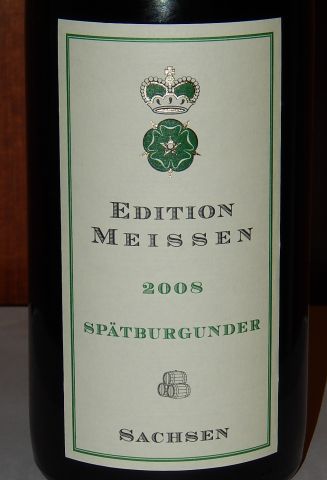 EDITION
MEISSEN
2008
SPÄTBURGUNDER
SACHSEN